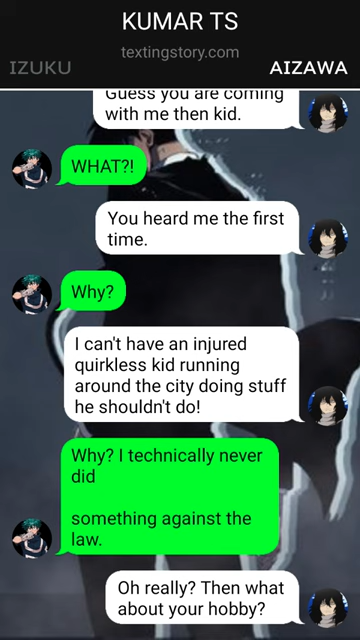 KUMAR TS
textingstory.com
IZUKU
AIZAWA
Guess you are coming
with me then kid.
WHAT?!
You heard me the first
time.
Why?
I can't have an injured
quirkless kid running
around the city doing stuff
he shouldn't do!
Why? I technically never
did
something against the
law.
Oh really? Then what
about your hobby?